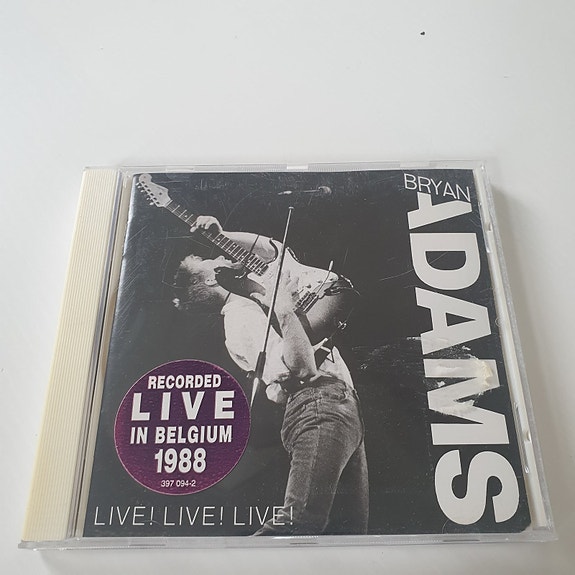 BRYAN
ADAMS
RECORDED
LIVE
IN BELGIUM
1988
397 094-2
LIVE! LIVE! LIVE!